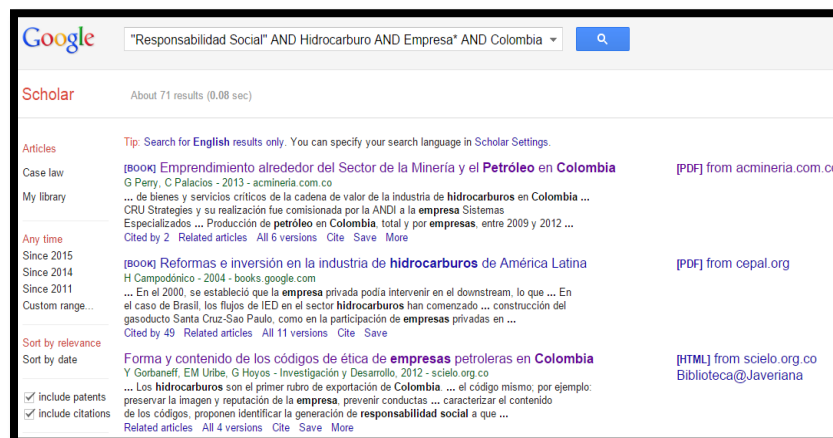 Google
"Responsabilidad Social" AND Hidrocarburo AND Empresa* AND Colombia
Scholar
About 71 results (0.08 sec)
Articles
Case law
My library
Any time
Since 2015
Since 2014
Since 2011
Custom range...
Sort by relevance
Sort by date
include patents
include citations
Tip: Search for English results only. You can specify your search language in Scholar Settings.
[BOOK] Emprendimiento alrededor del Sector de la Minería y el Petróleo en Colombia
G Perry, C Palacios - 2013 - acmineria.com.co
... de bienes y servicios críticos de la cadena de valor de la industria de hidrocarburos en Colombia ...
CRU Strategies y su realización fue comisionada por la ANDI a la empresa Sistemas
Especializados ... Producción de petróleo en Colombia, total y por empresas, entre 2009 y 2012 ...
Cited by 2 Related articles All 6 versions Cite Save More
[PDF] from acmineria.com.co
[BOOK] Reformas e inversión en la industria de hidrocarburos de América Latina
H Campodónico - 2004 - books.google.com
... En el 2000, se estableció que la empresa privada podía intervenir en el downstream, lo que ... En
el caso de Brasil, los flujos de IED en el sector hidrocarburos han comenzado ... construcción del
gasoducto Santa Cruz-Sao Paulo, como en la participación de empresas privadas en ...
Cited by 49 Related articles All 11 versions Cite Save
[PDF] from cepal.org
Forma y contenido de los códigos de ética de empresas petroleras en Colombia
Y Gorbaneff, EM Uribe, G Hoyos - Investigación y Desarrollo, 2012 - scielo.org.co
... Los hidrocarburos son el primer rubro de exportación de Colombia. ... el código mismo; por ejemplo:
preservar la imagen y reputación de la empresa, prevenir conductas ... caracterizar el contenido
de los códigos, proponen identificar la generación de responsabilidad social a que ...
Related articles All 4 versions Cite Save More
[HTML] from scielo.org.co
Biblioteca@Javeriana